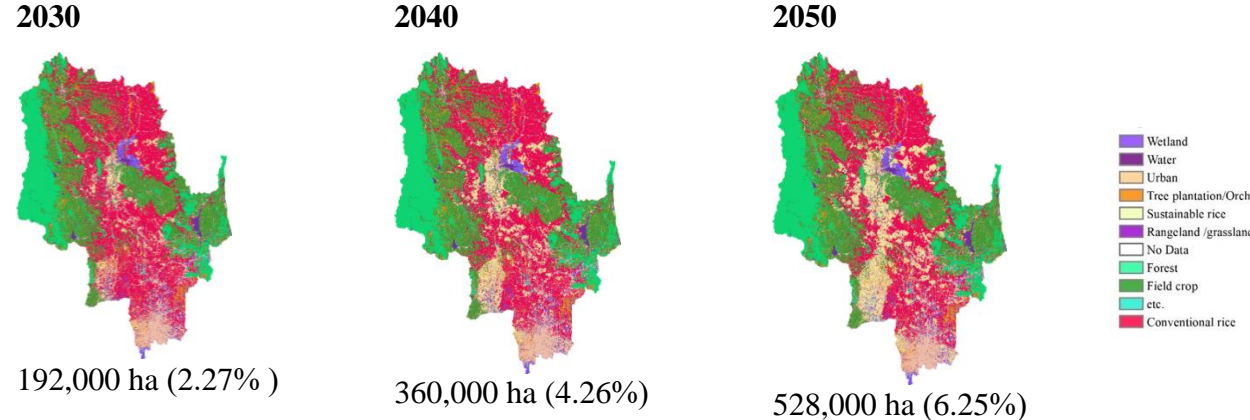 2030
2040
2050
Wetland
Water
Urban
Tree plantation/Orch
Sustainable rice
Rangeland /grassland
No Data
Forest
Field crop
etc.
Conventional rice
192,000 ha (2.27% )
360,000 ha (4.26%)
528,000 ha (6.25%)